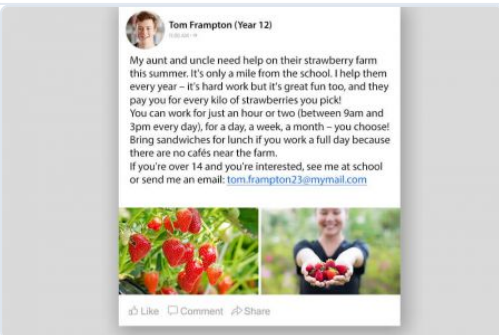 Tom Frampton (Year 12)
My aunt and uncle need help on their strawberry farm
this summer. It's only a mile from the school. I help them
every year – it's hard work but it's great fun too, and they
pay you for every kilo of strawberries you pick!
You can work for just an hour or two (between 9am and
3pm every day), for a day, a week, a month – you choose!
Bring sandwiches for lunch if you work a full day because
there are no cafés near the farm.
If you're over 14 and you're interested, see me at school
or send me an email: tom.frampton23@mymail.com
Like Comment Share